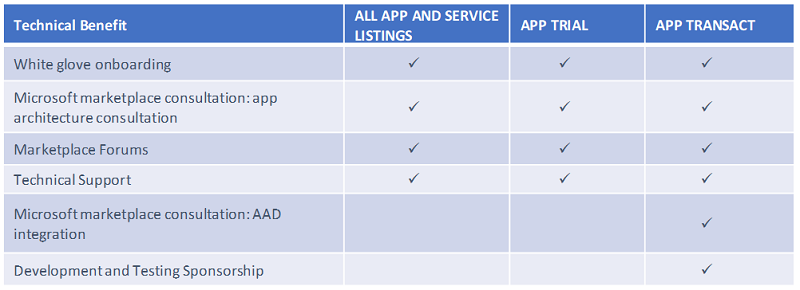 Technical Benefit
ALL APP AND SERVICE
LISTINGS
APP TRIAL
APP TRANSACT
White glove onboarding
✓ ✓ ✓
Microsoft marketplace consultation: app
architecture consultation
✓ ✓ ✓
Marketplace Forums
✓ ✓ ✓
Technical Support
✓ ✓ ✓
Microsoft marketplace consultation: AAD
integration
✓
Development and Testing Sponsorship
✓